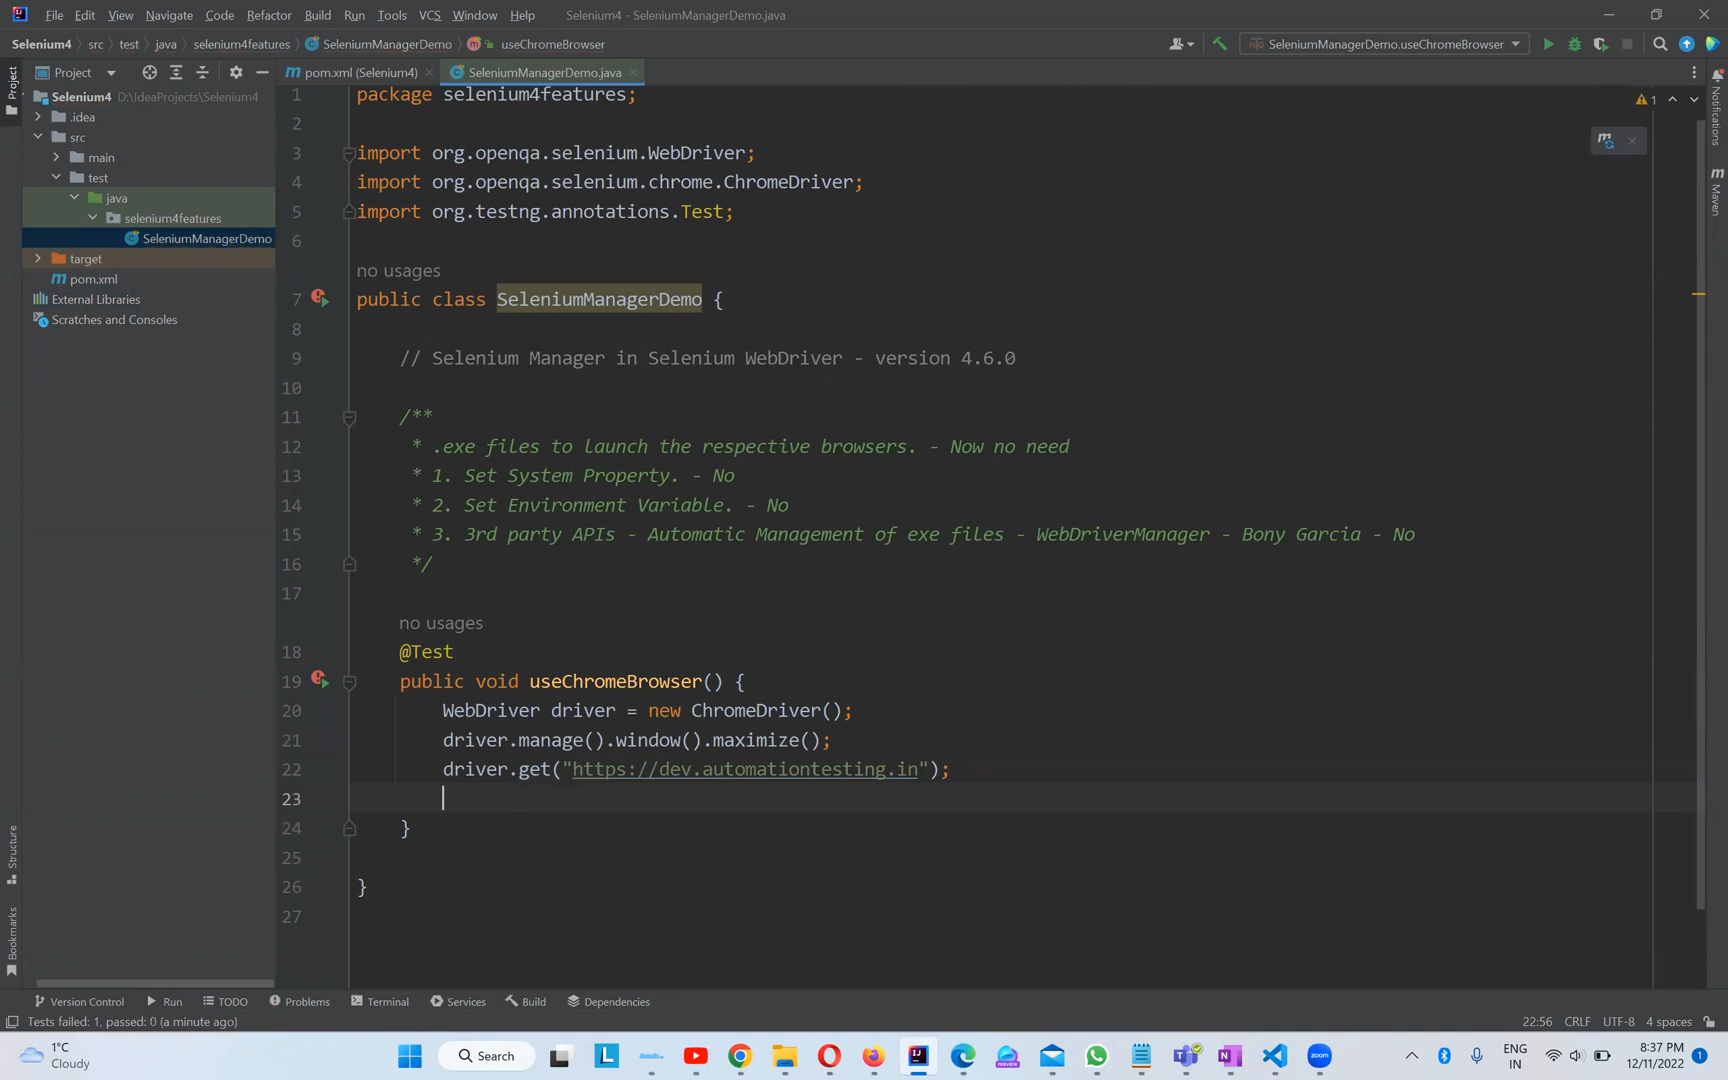 File Edit View Navigate Code Refactor Build Run Tools VCS Window Help Selenium4 - SeleniumManagerDemo.java
Selenium4 src test java selenium4features SeleniumManagerDemo useChromeBrowser SeleniumManagerDemo.useChromeBrowser
Project pom.xml (Selenium4) SeleniumManagerDemo.java
Project
Selenium4 D:\IdeaProjects\Selenium4
.idea
src
main
test
java
selenium4features
SeleniumManagerDemo
target
pom.xml
External Libraries
Scratches and Consoles
Structure
Bookmarks
1 package selenium4features;
2
3 import org.openqa.selenium.WebDriver;
4 import org.openqa.selenium.chrome.ChromeDriver;
5 import org.testng.annotations.Test;
6
no usages
7 public class SeleniumManagerDemo {
8
9 // Selenium Manager in Selenium WebDriver - version 4.6.0
10
11 /**
12 * .exe files to launch the respective browsers. - Now no need
13 * 1. Set System Property. - No
14 * 2. Set Environment Variable. - No
15 * 3. 3rd party APIs - Automatic Management of exe files - WebDriverManager - Bony Garcia - No
16 */
17
no usages
18 @Test
19 public void useChromeBrowser() {
20 WebDriver driver = new ChromeDriver();
21 driver.manage().window().maximize();
22 driver.get("https://dev.automationtesting.in");
23
24 }
25
26 }
27
1
Notifications
Maven
Version Control Run TODO Problems Terminal Services Build Dependencies
Tests failed: 1, passed: 0 (a minute ago) 22:56 CRLF UTF-8 4 spaces
1°C
Cloudy
Search
PREVIEW
zoom
ENG
IN
8:37 PM
12/11/2022
1